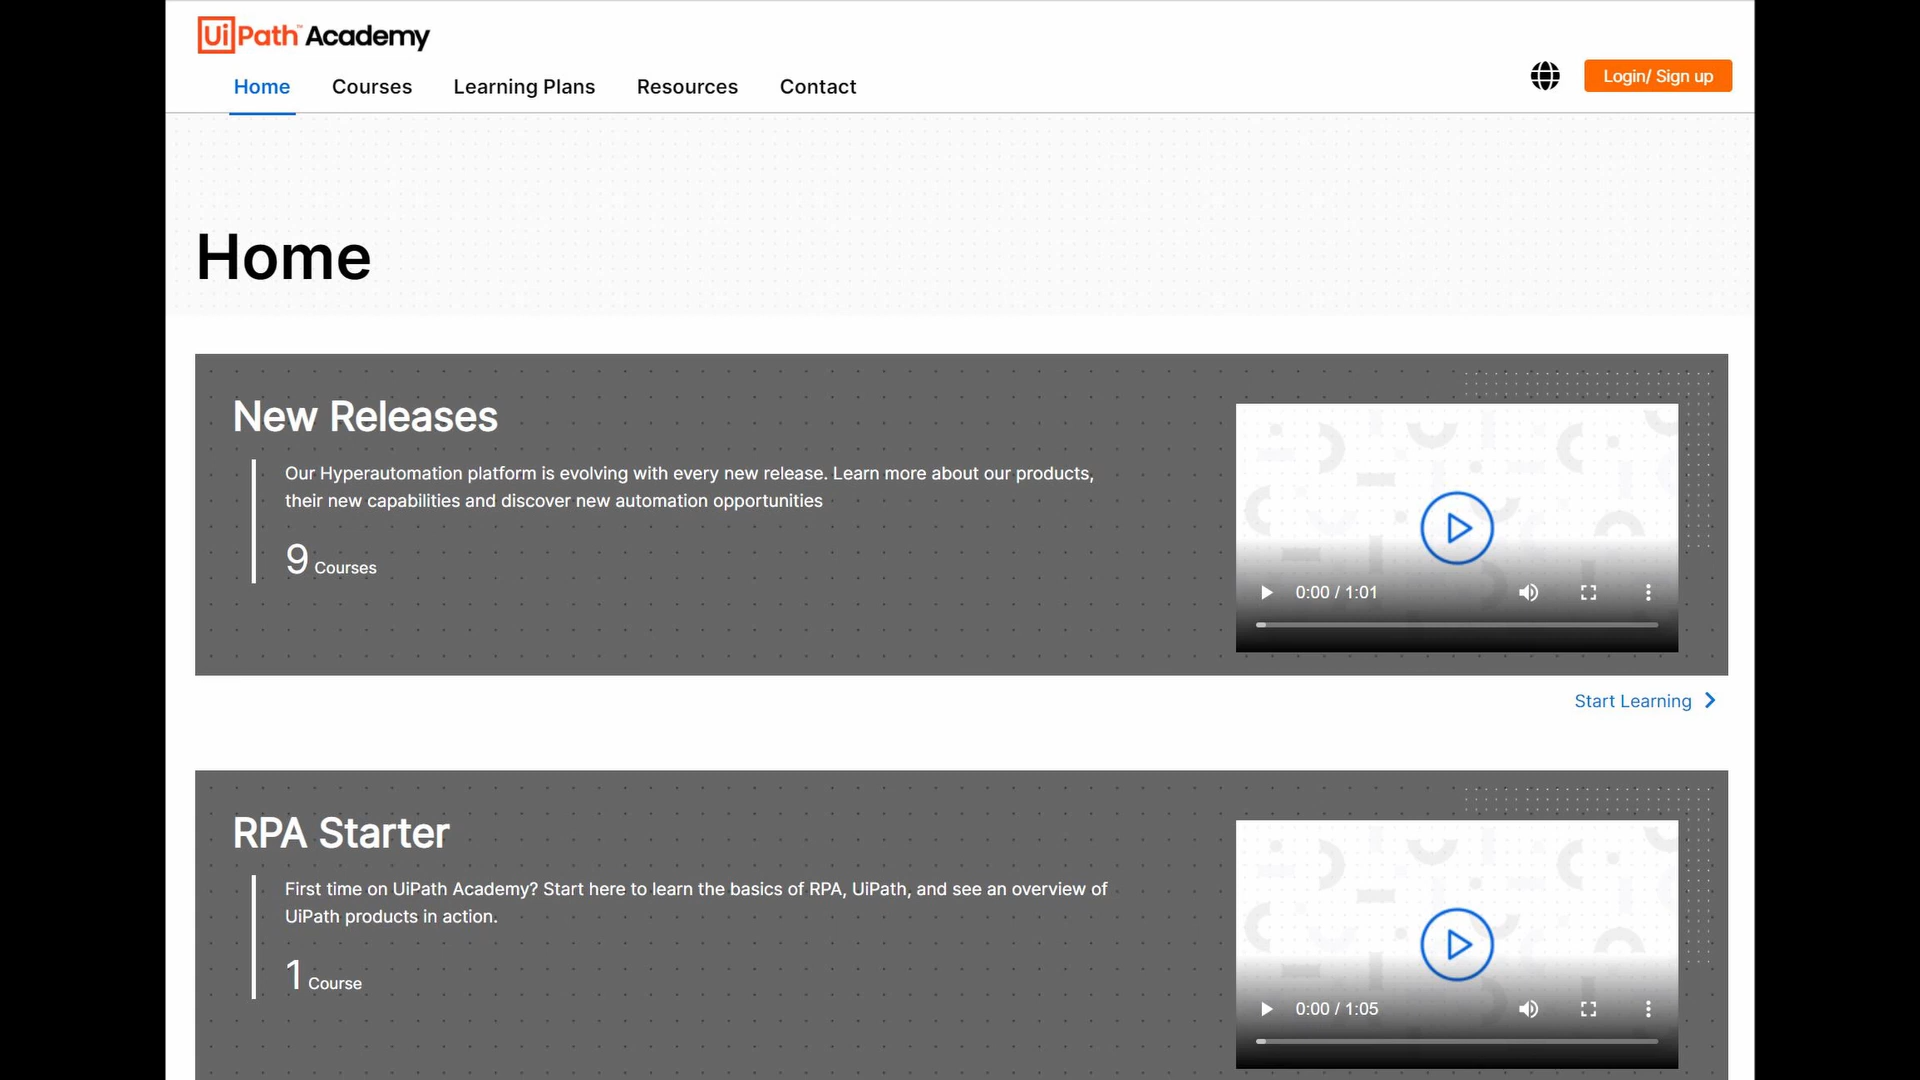 UiPath™ Academy
Home Courses Learning Plans Resources Contact
Login/ Sign up
Home
New Releases
Our Hyperautomation platform is evolving with every new release. Learn more about our products,
their new capabilities and discover new automation opportunities
9 Courses
0:00 / 1:01
Start Learning
RPA Starter
First time on UiPath Academy? Start here to learn the basics of RPA, UiPath, and see an overview of
UiPath products in action.
1 Course
0:00 / 1:05